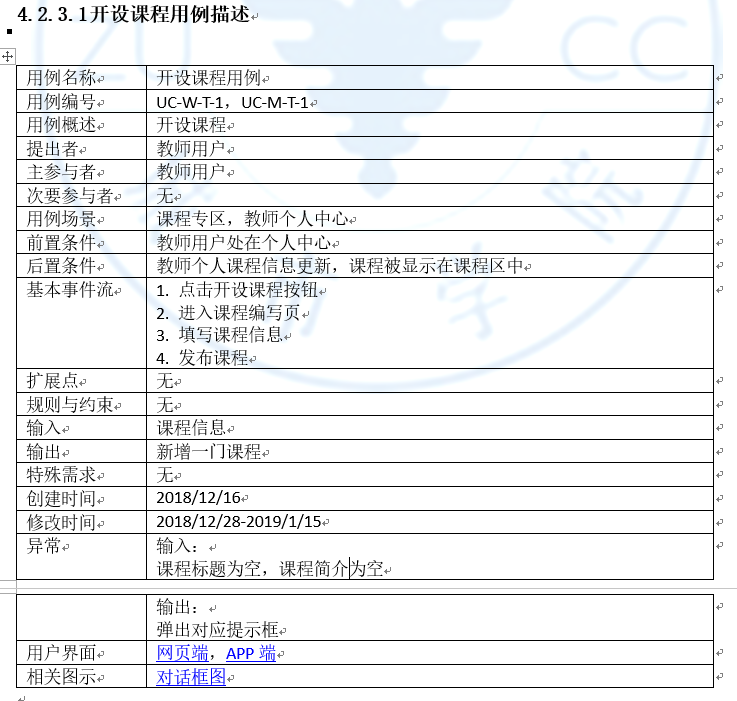 4.2.3.1开设课程用例描述
用例名称 开设课程用例
用例编号 UC-W-T-1，UC-M-T-1
用例概述 开设课程
提出者 教师用户
主参与者 教师用户
次要参与者 无
用例场景 课程专区，教师个人中心
前置条件 教师用户处在个人中心
后置条件 教师个人课程信息更新，课程被显示在课程区中
基本事件流 1. 点击开设课程按钮
2. 进入课程编写页
3. 填写课程信息
4. 发布课程
扩展点 无
规则与约束 无
输入 课程信息
输出 新增一门课程
特殊需求 无
创建时间 2018/12/16
修改时间 2018/12/28-2019/1/15
异常 输入：
课程标题为空，课程简介为空
输出：
弹出对应提示框
用户界面 网页端，APP 端
相关图示 对话框图